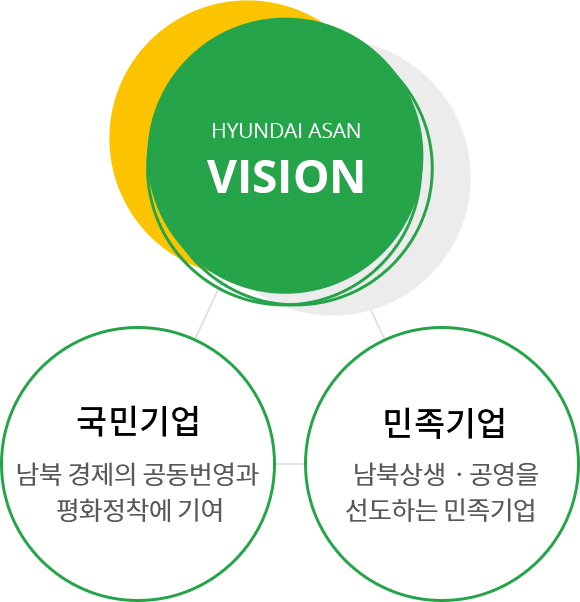 HYUNDAI ASAN
VISION
국민기업
남북 경제의 공동번영과
평화정착에 기여
민족기업
남북상생 · 공영을
선도하는 민족기업